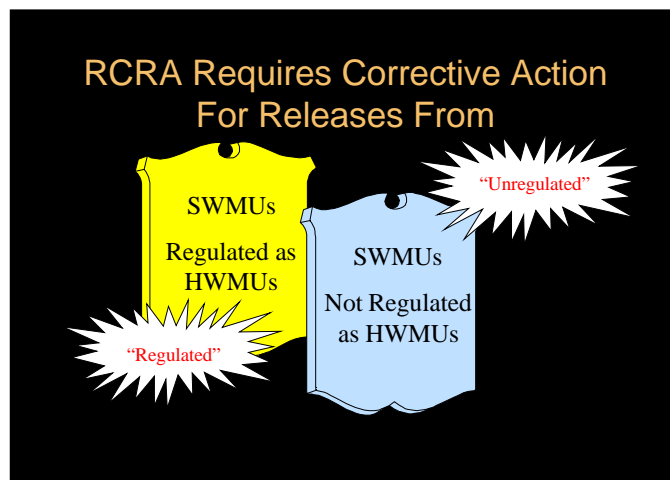 RCRA Requires Corrective Action
For Releases From
SWMUs
Regulated as
HWMUs
“Regulated”
“Unregulated”
SWMUs
Not Regulated
as HWMUs